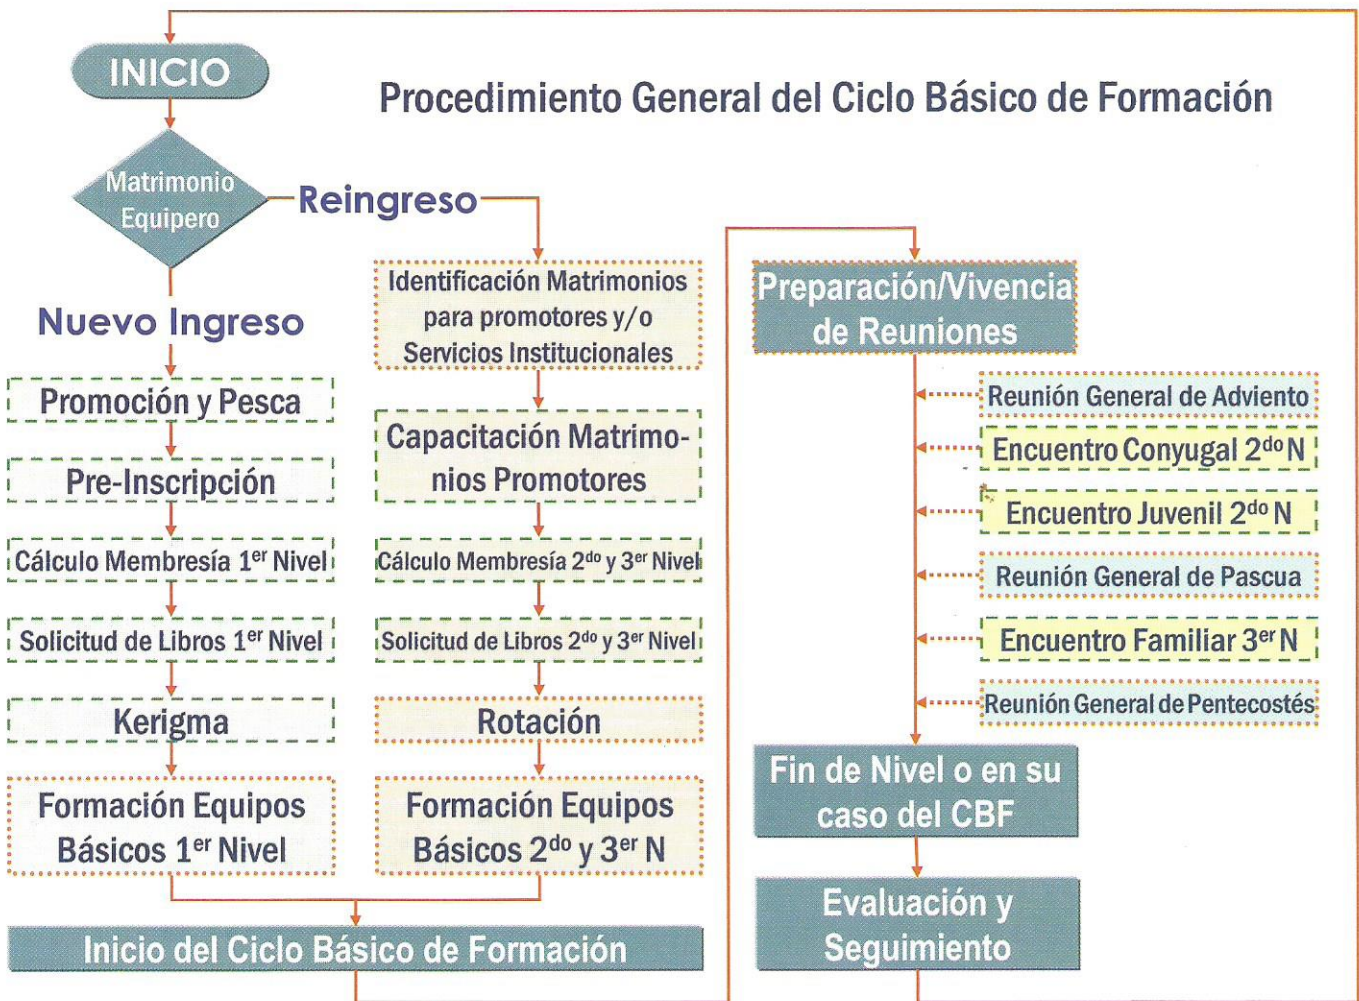 INICIO
Procedimiento General del Ciclo Básico de Formación
Matrimonio
Equipero
Reingreso
Nuevo Ingreso
Promoción y Pesca
Pre-Inscripción
Cálculo Membresía 1er Nivel
Solicitud de Libros 1er Nivel
Kerigma
Formación Equipos
Básicos 1er Nivel
Identificación Matrimonios
para promotores y/o
Servicios Institucionales
Capacitación Matrimo-
nios Promotores
Cálculo Membresía 2do y 3er Nivel
Solicitud de Libros 2do y 3er Nivel
Rotación
Formación Equipos
Básicos 2do y 3er N
Inicio del Ciclo Básico de Formación
Preparación/Vivencia
de Reuniones
Reunión General de Adviento
Encuentro Conyugal 2do N
Encuentro Juvenil 2do N
Reunión General de Pascua
Encuentro Familiar 3er N
Reunión General de Pentecostés
Fin de Nivel o en su
caso del CBF
Evaluación y
Seguimiento